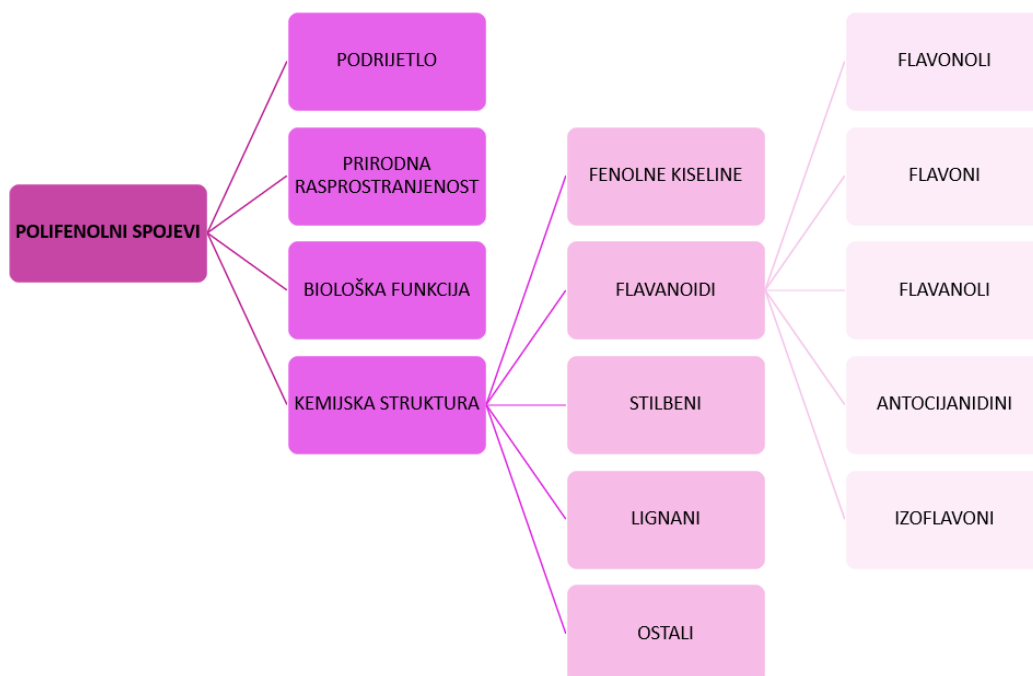 POLIFENOLNI SPOJEVI
PODRIJETLO
PRIRODNA
RASPROSTRANJENOST
BIOLOŠKA FUNKCIJA
KEMIJSKA STRUKTURA
FENOLNE KISELINE
FLAVANOIDI
STILBENI
LIGNANI
OSTALI
FLAVONOLI
FLAVONI
FLAVANOLI
ANTOCIJANIDINI
IZOFLAVONI